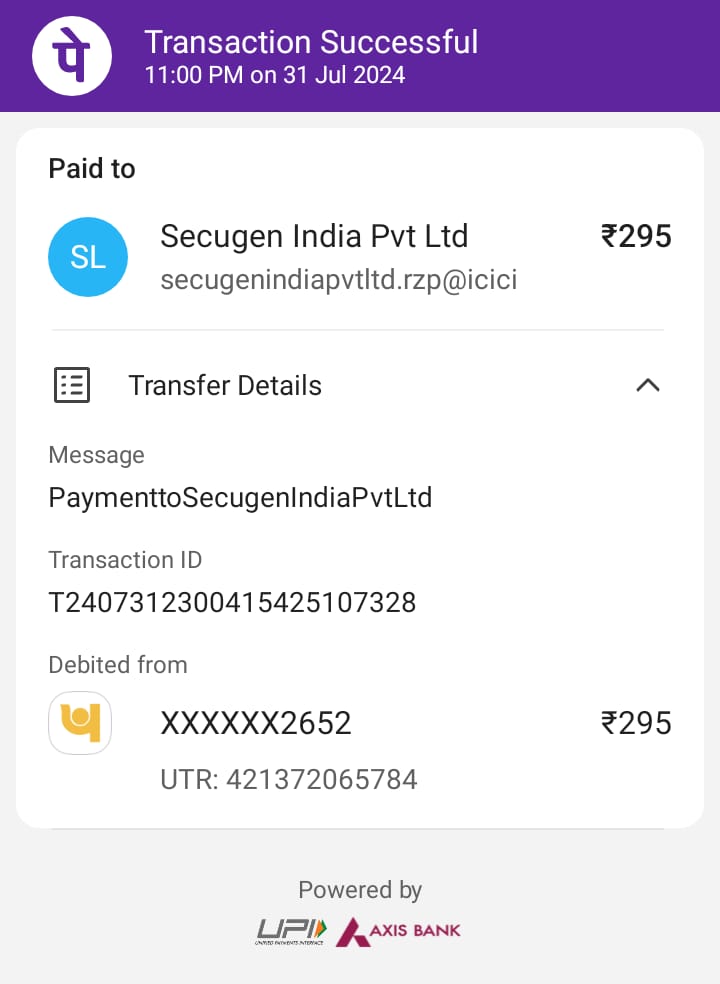 पे
Transaction Successful
11:00 PM on 31 Jul 2024
Paid to
SL
Secugen India Pvt Ltd
₹295
secugenindiapvtltd.rzp@icici
Transfer Details
Message
PaymenttoSecugenIndiaPvtLtd
Transaction ID
T2407312300415425107328
Debited from
XXXXXX2652
₹295
UTR: 421372065784
Powered by
UPI
UNIFIED PAYMENTS INTERFACE
AXIS BANK